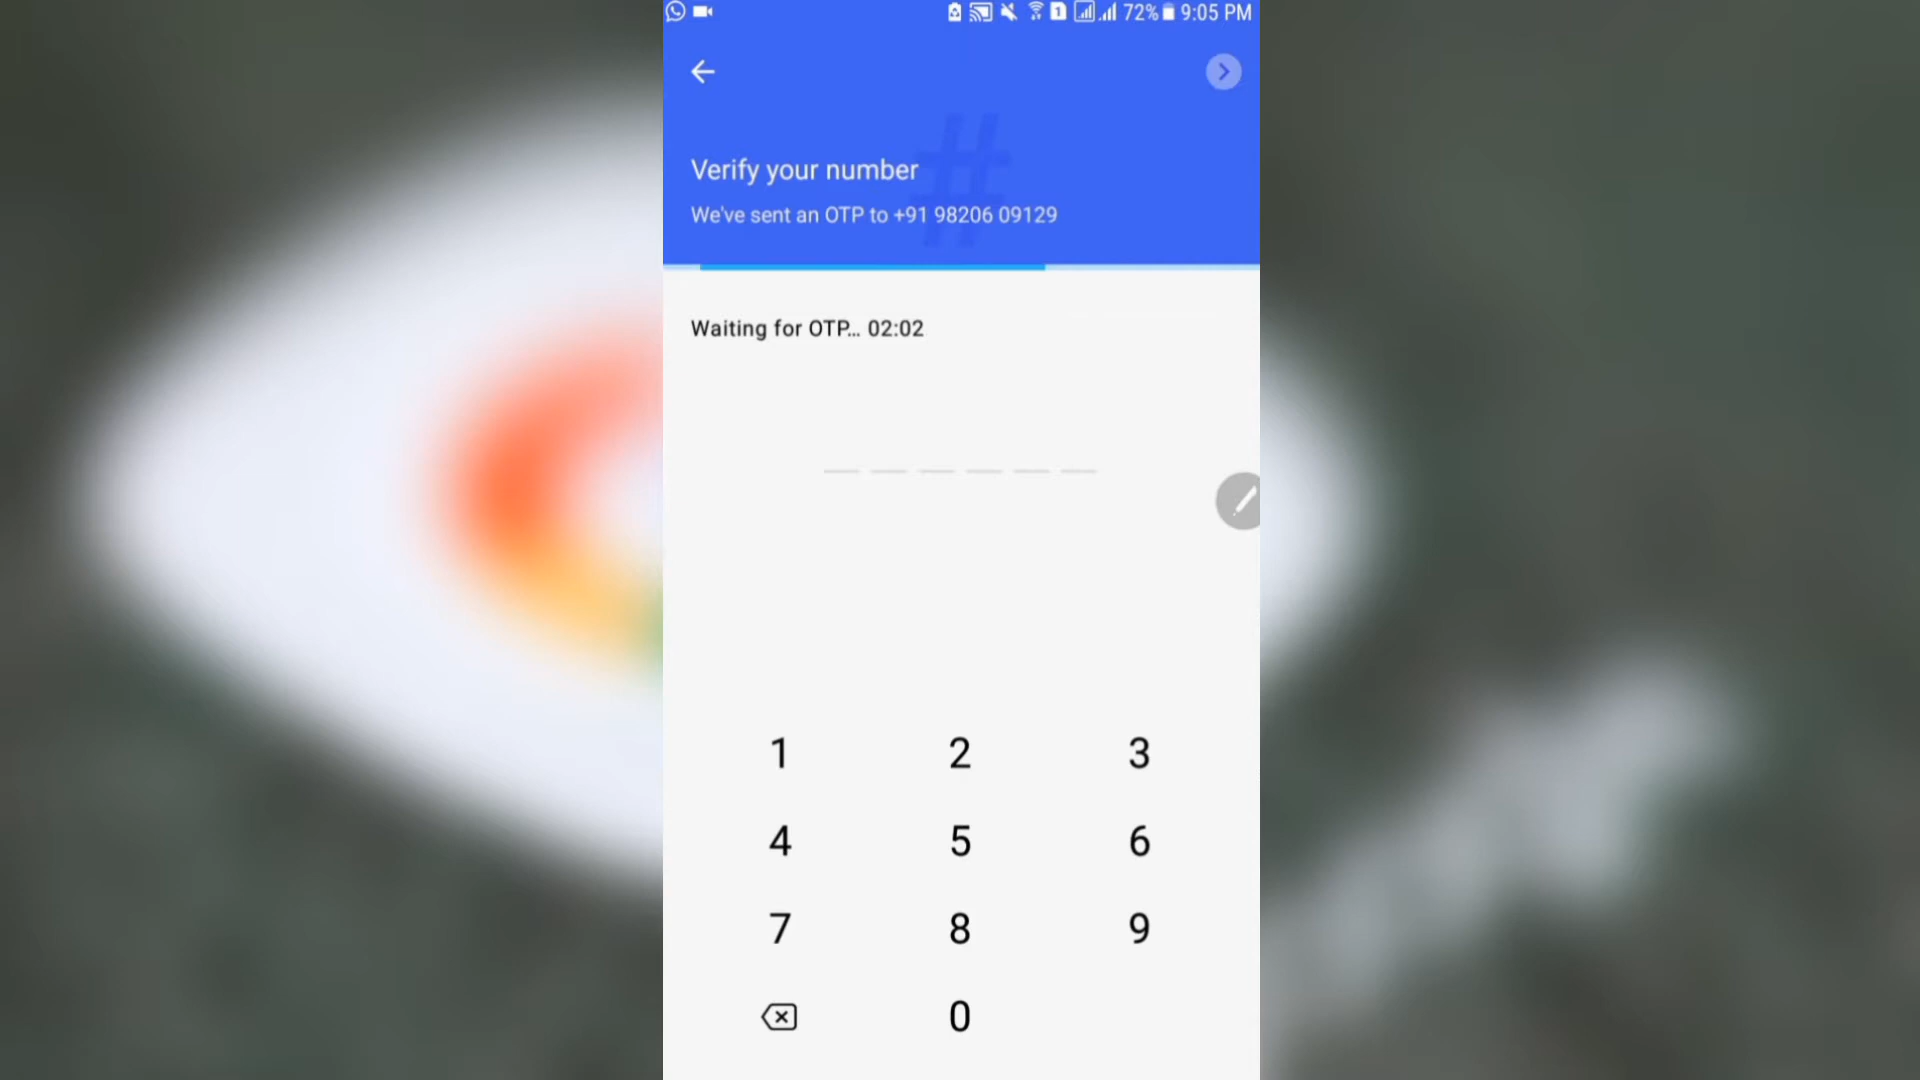 72% 9:05 PM
Verify your number
We've sent an OTP to +91 98206 09129
Waiting for OTP... 02:02
1 2 3
4 5 6
7 8 9
0